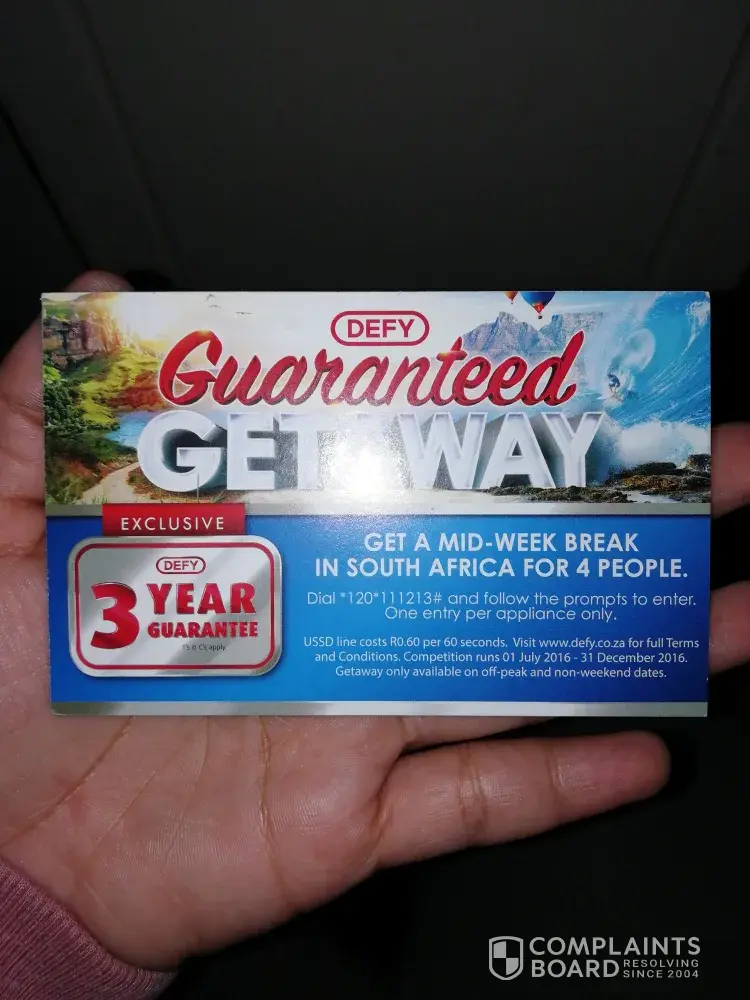 DEFY
Guaranteed
GETAWAY
EXCLUSIVE
DEFY
3 YEAR
GUARANTEE
T's & C's apply
GET A MID-WEEK BREAK
IN SOUTH AFRICA FOR 4 PEOPLE.
Dial *120*111213# and follow the prompts to enter.
One entry per appliance only.
USSD line costs R0.60 per 60 seconds. Visit www.defy.co.za for full Terms
and Conditions. Competition runs 01 July 2016 - 31 December 2016.
Getaway only available on off-peak and non-weekend dates.
COMPLAINTS
BOARD RESOLVING
SINCE 2004